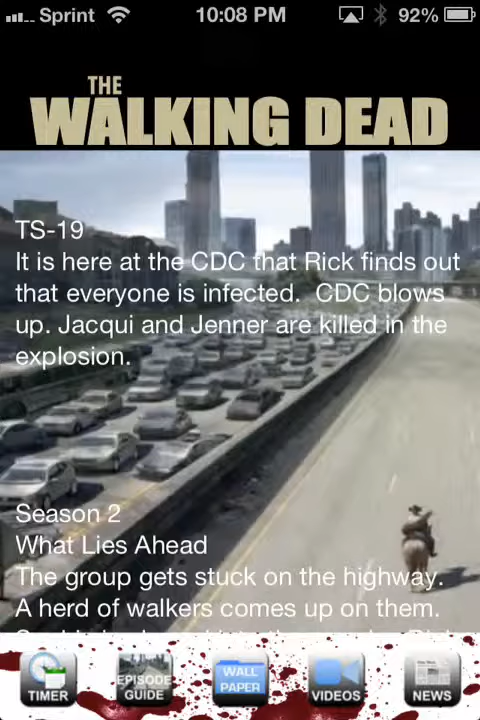 Sprint 10:08 PM 92%
THE
WALKING DEAD
TS-19
It is here at the CDC that Rick finds out
that everyone is infected.  CDC blows
up. Jacqui and Jenner are killed in the
explosion.
Season 2
What Lies Ahead
The group gets stuck on the highway.
A herd of walkers comes up on them.
TIMER
EPISODE
GUIDE
WALL
PAPER
VIDEOS
NEWS